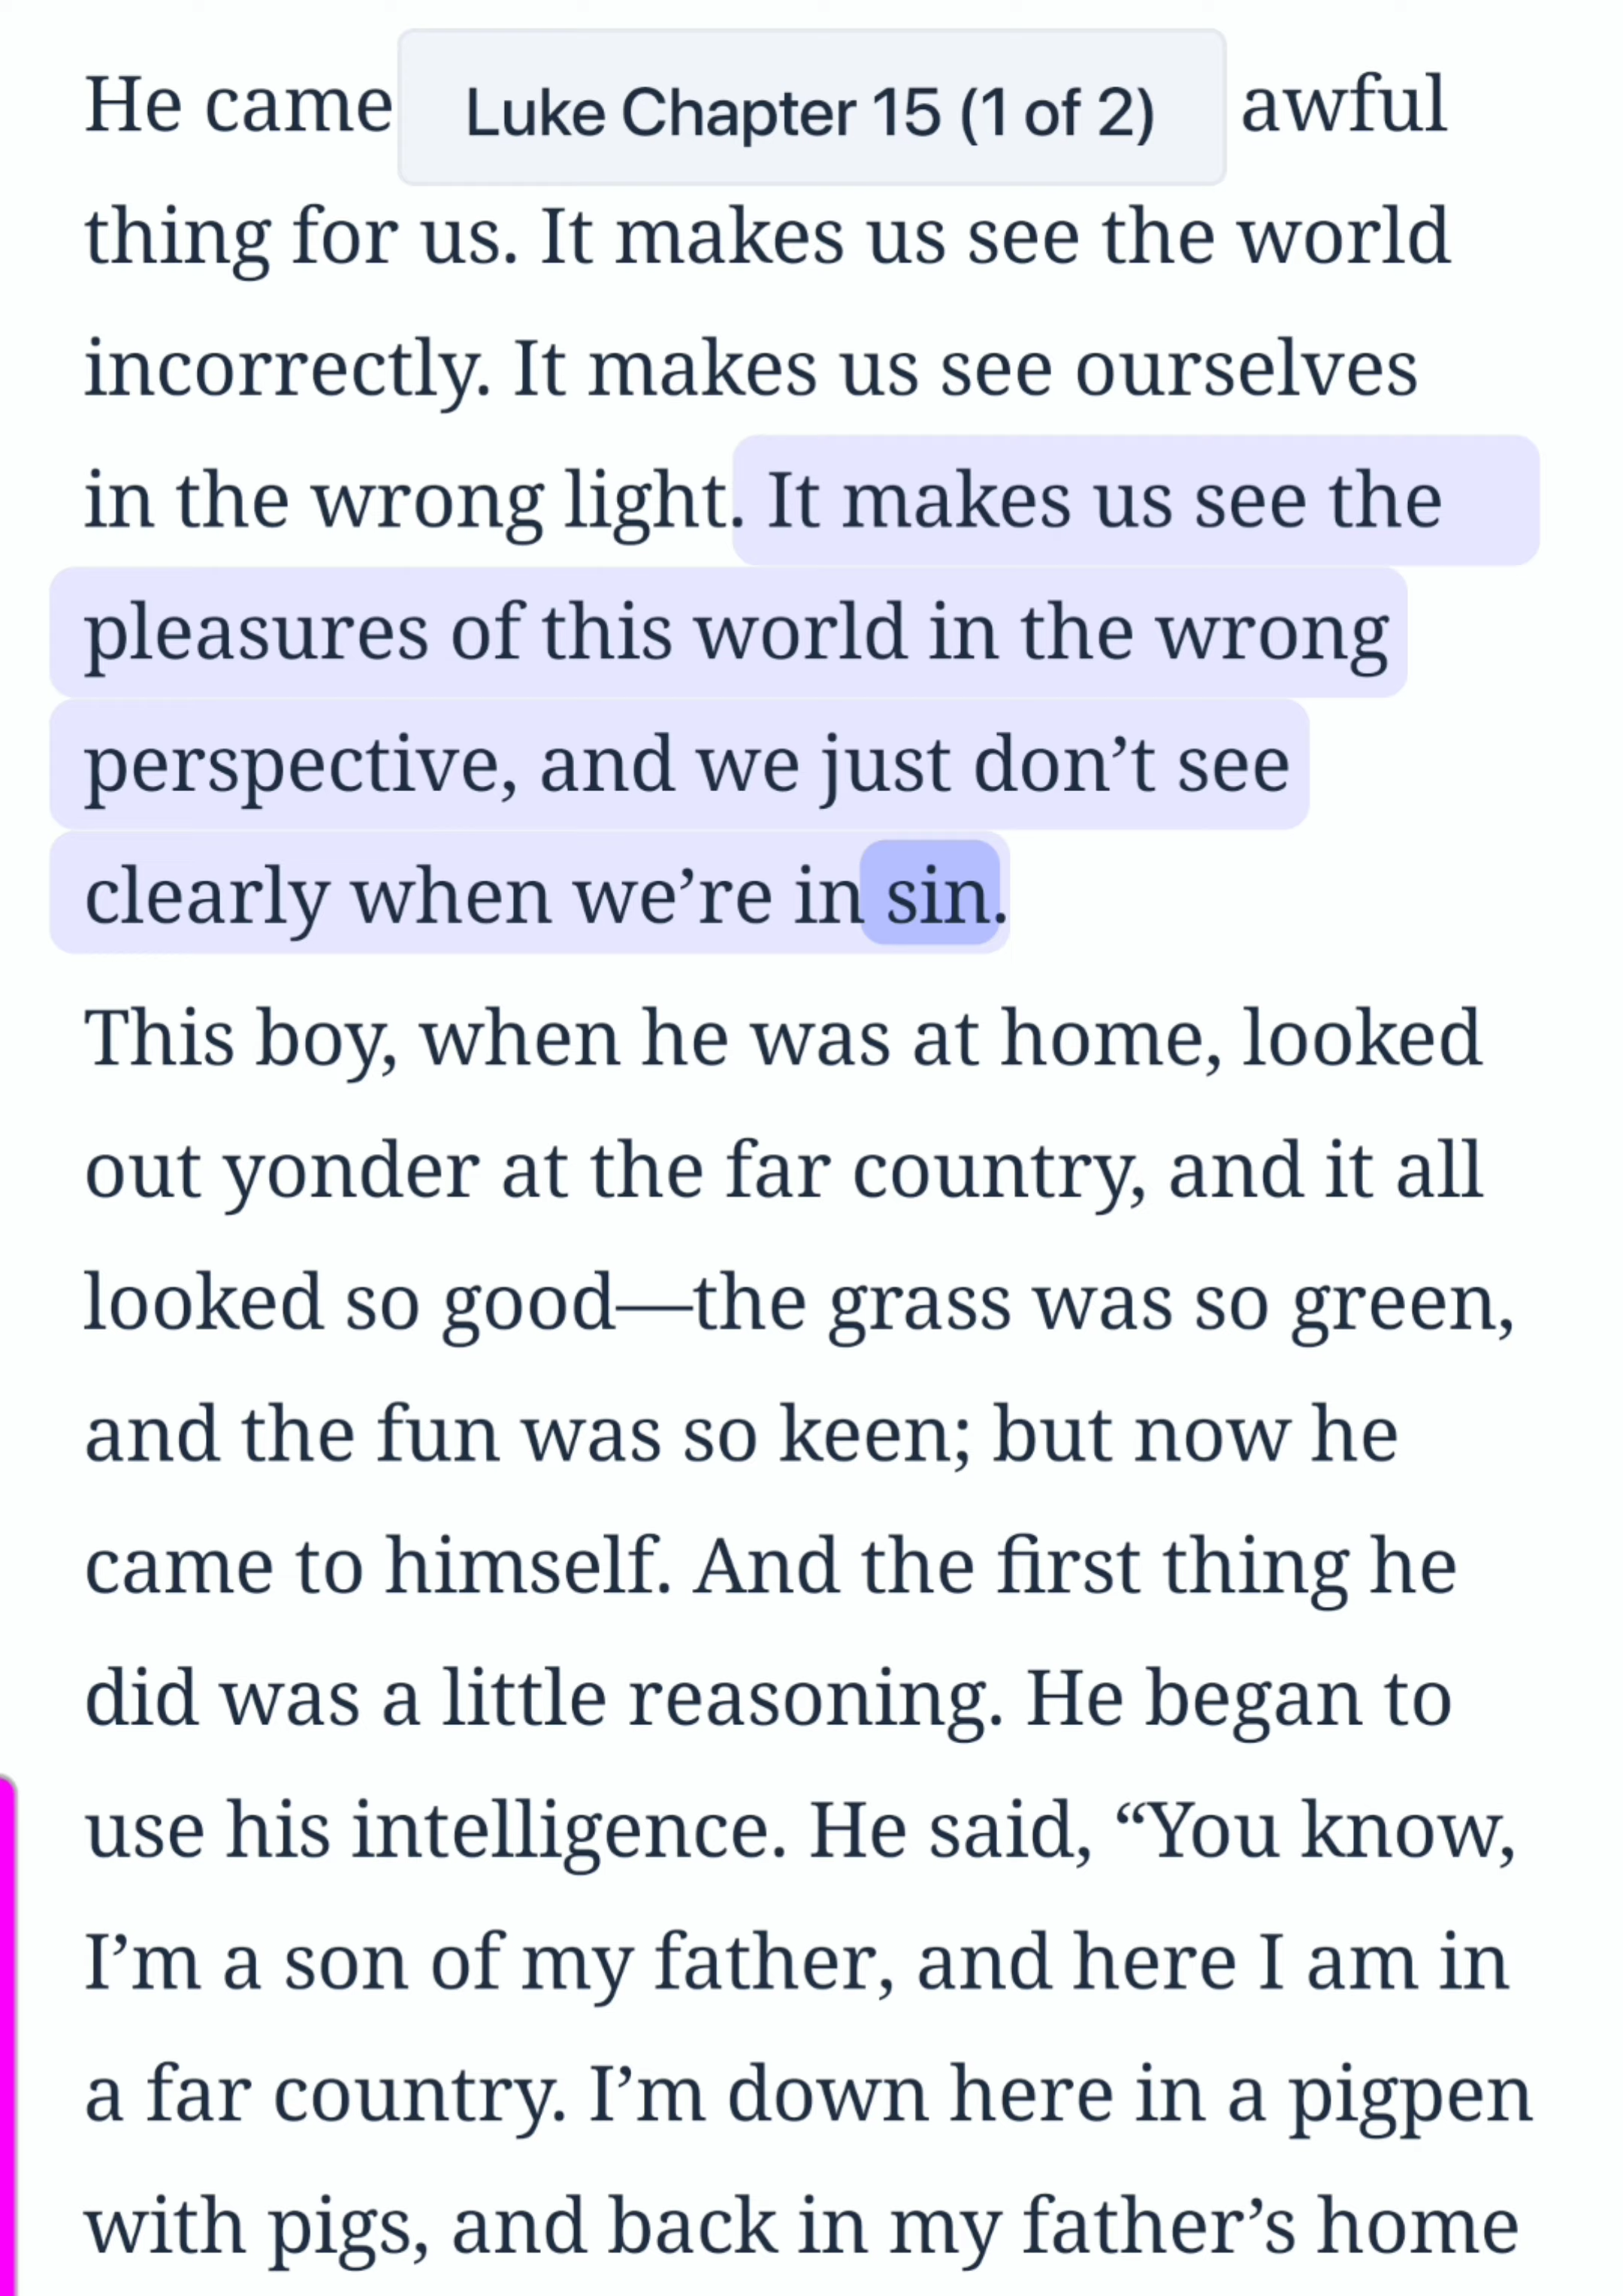 He came Luke Chapter 15 (1 of 2) awful
thing for us. It makes us see the world
incorrectly. It makes us see ourselves
in the wrong light. It makes us see the
pleasures of this world in the wrong
perspective, and we just don’t see
clearly when we’re in sin.
This boy, when he was at home, looked
out yonder at the far country, and it all
looked so good—the grass was so green,
and the fun was so keen; but now he
came to himself. And the first thing he
did was a little reasoning. He began to
use his intelligence. He said, “You know,
I’m a son of my father, and here I am in
a far country. I’m down here in a pigpen
with pigs, and back in my father’s home